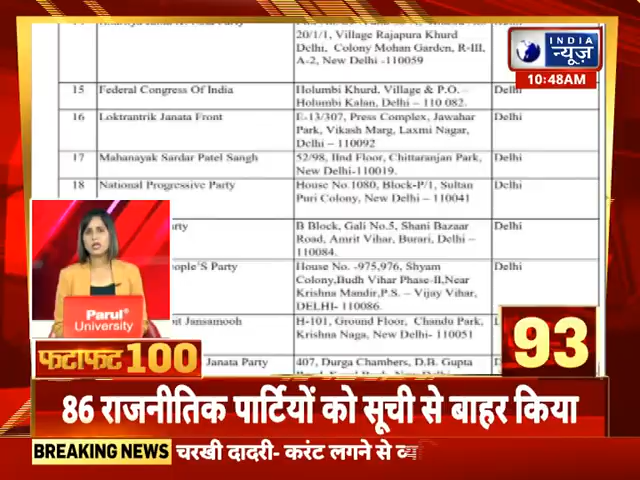 20/1/1, Village Rajapura Khurd
Delhi, Colony Mohan Garden, R-III,
A-2, New Delhi -110059
INDIA
न्यूज़
10:48AM
15 Federal Congress Of India Holumbi Khurd, Village & P.O. – Delhi
Holumbi Kalan, Delhi – 110 082.
16 Loktrantrik Janata Front E-13/307, Press Complex, Jawahar Delhi
Park, Vikash Marg, Laxmi Nagar,
Delhi – 110092
17 Mahanayak Sardar Patel Sangh 52/98, IInd Floor, Chittaranjan Park, Delhi
New Delhi-110019.
18 National Progressive Party House No.1080, Block-P/1, Sultan Delhi
Puri Colony, New Delhi – 110041
arty B Block, Gali No.5, Shani Bazaar Delhi
Road, Amrit Vihar, Burari, Delhi –
110084.
eople'S Party House No. -975,976, Shyam Delhi
Colony,Budh Vihar Phase-II,Near
Krishna Mandir,P.S. – Vijay Vihar,
DELHI- 110086.
Jansamooh H-101, Ground Floor, Chandu Park,
Krishna Naga, New Delhi- 110051
Janata Party 407, Durga Chambers, D.B. Gupta
Parul
University
फटाफट 100
93
86 राजनीतिक पार्टियों को सूची से बाहर किया
BREAKING NEWS चरखी दादरी- करंट लगने से